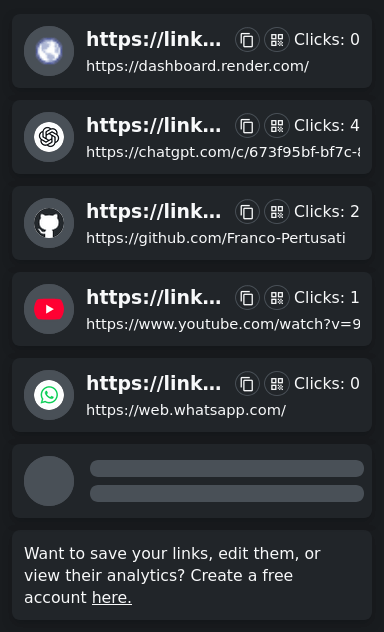 https://link...
Clicks: 0
https://dashboard.render.com/
https://link...
Clicks: 4
https://chatgpt.com/c/673f95bf-bf7c-
https://link...
Clicks: 2
https://github.com/Franco-Pertusati
https://link...
Clicks: 1
https://www.youtube.com/watch?v=9
https://link...
Clicks: 0
https://web.whatsapp.com/
Want to save your links, edit them, or
view their analytics? Create a free
account here.